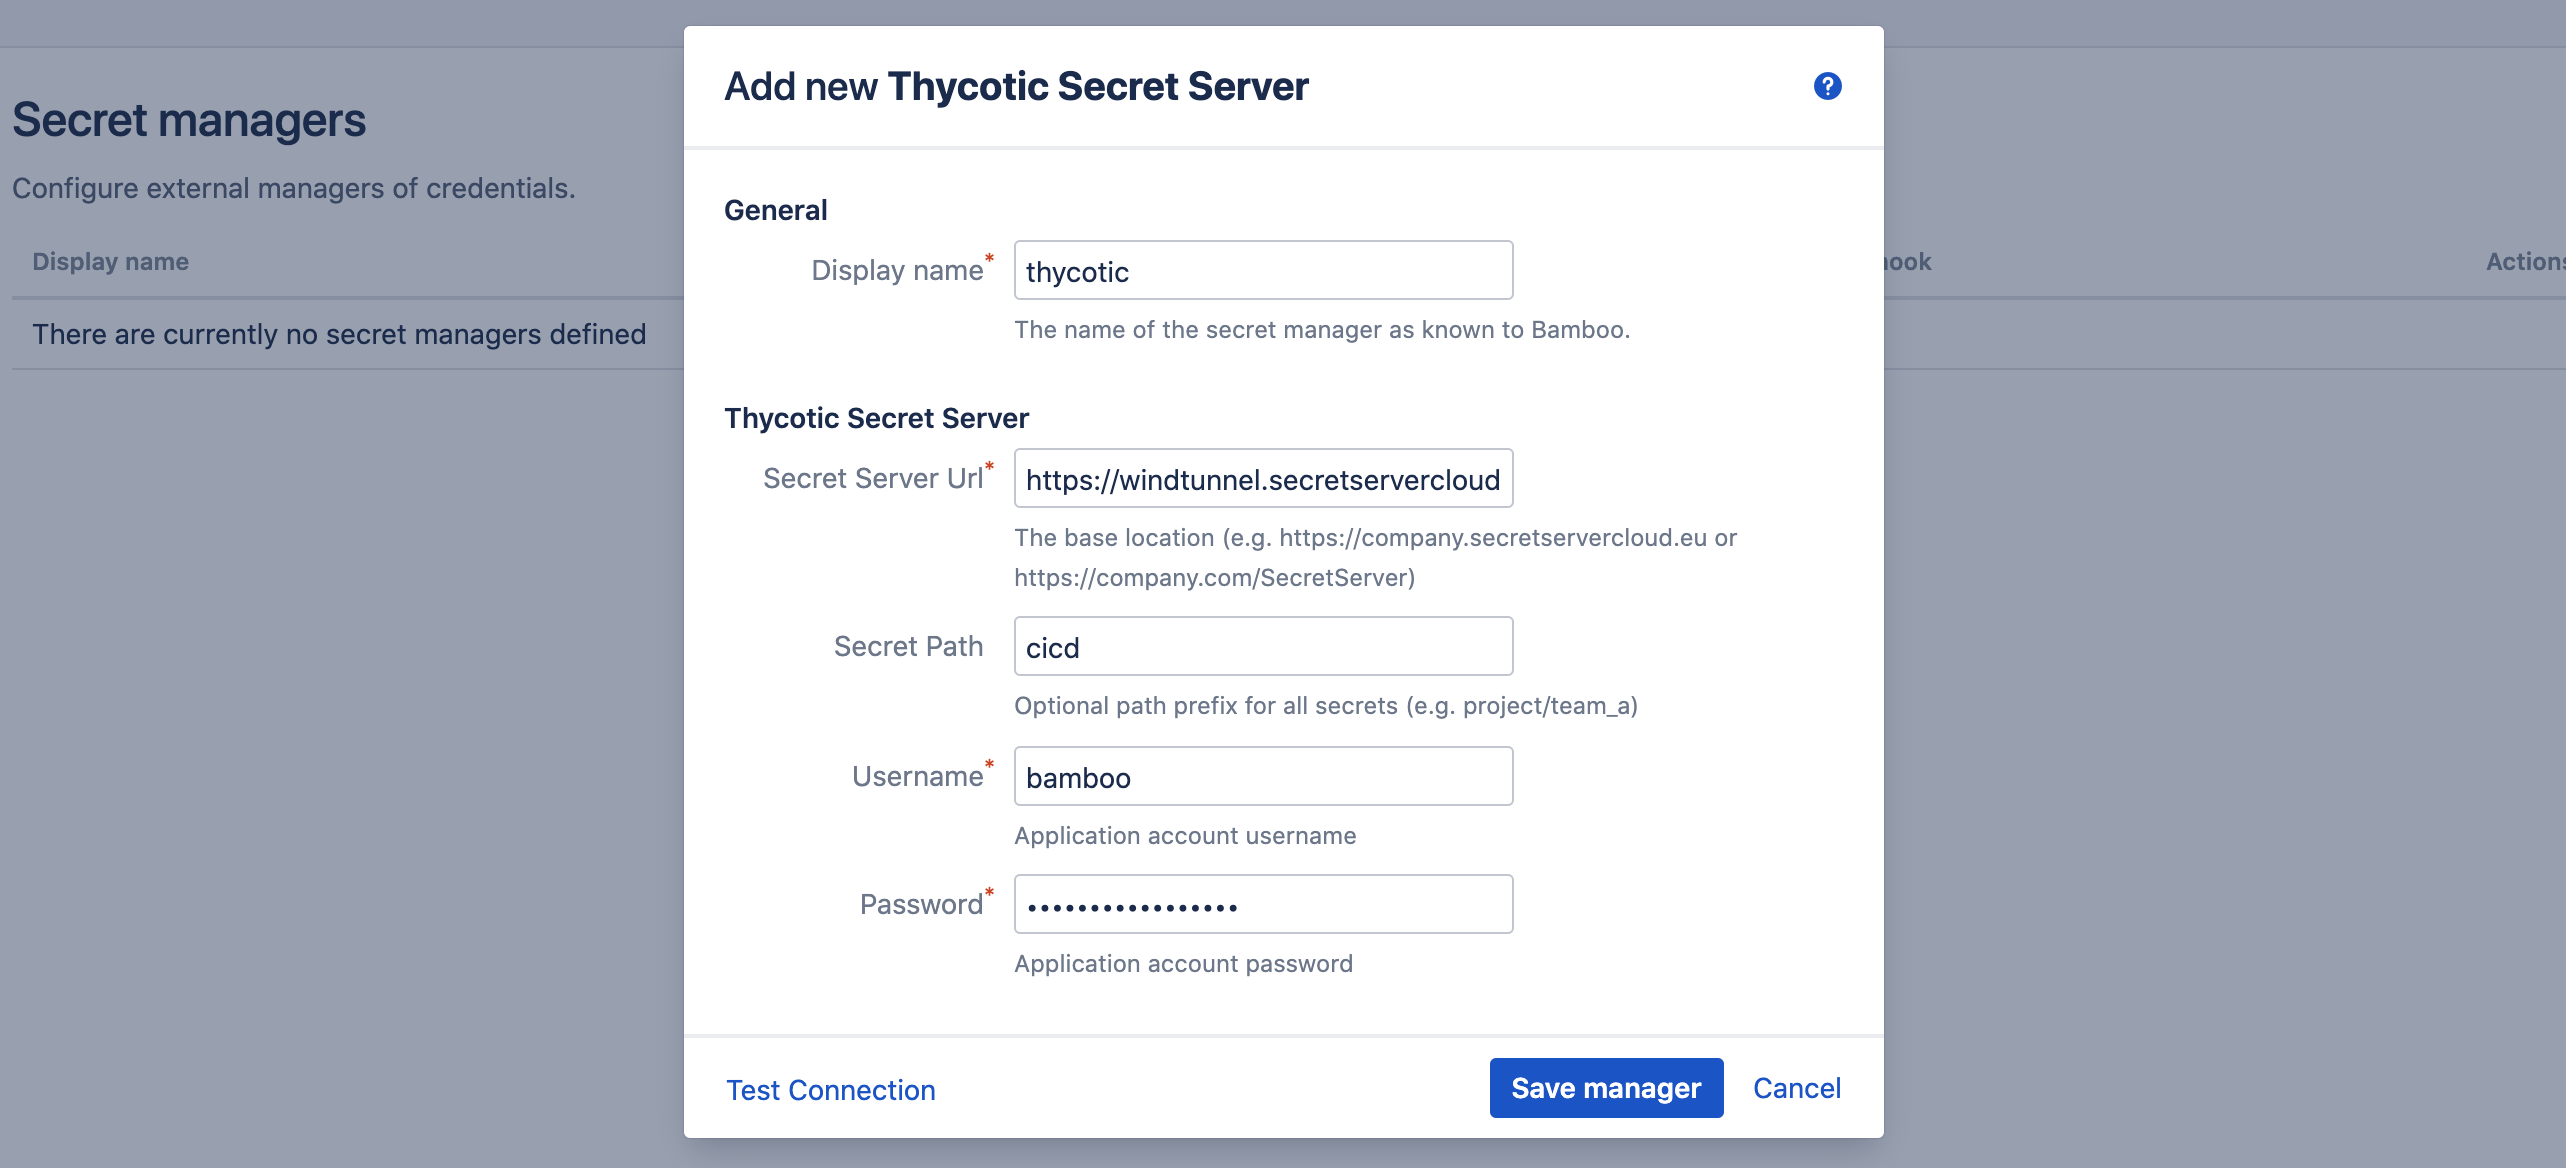 Secret managers
Configure external managers of credentials.
Display name
Actions
There are currently no secret managers defined
Add new Thycotic Secret Server
?
General
Display name*
thycotic
The name of the secret manager as known to Bamboo.
Thycotic Secret Server
Secret Server Url*
https://windtunnel.secretservercloud
The base location (e.g. https://company.secretservercloud.eu or
https://company.com/SecretServer)
Secret Path
cicd
Optional path prefix for all secrets (e.g. project/team_a)
Username*
bamboo
Application account username
Password*
•••••••••••••••••
Application account password
Test Connection
Save manager
Cancel